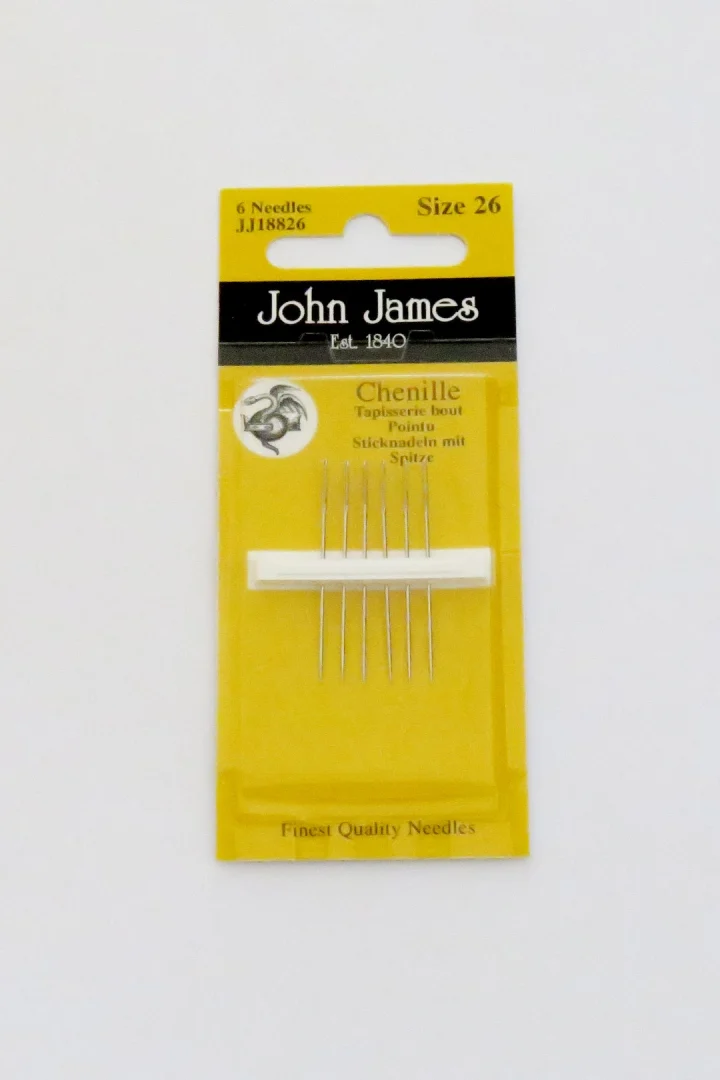 6 Needles
JJ18826
Size 26
John James
Est. 1840
Chenille
Tapisserie bout
Pointu
Sticknadeln mit
Spitze
Finest Quality Needles